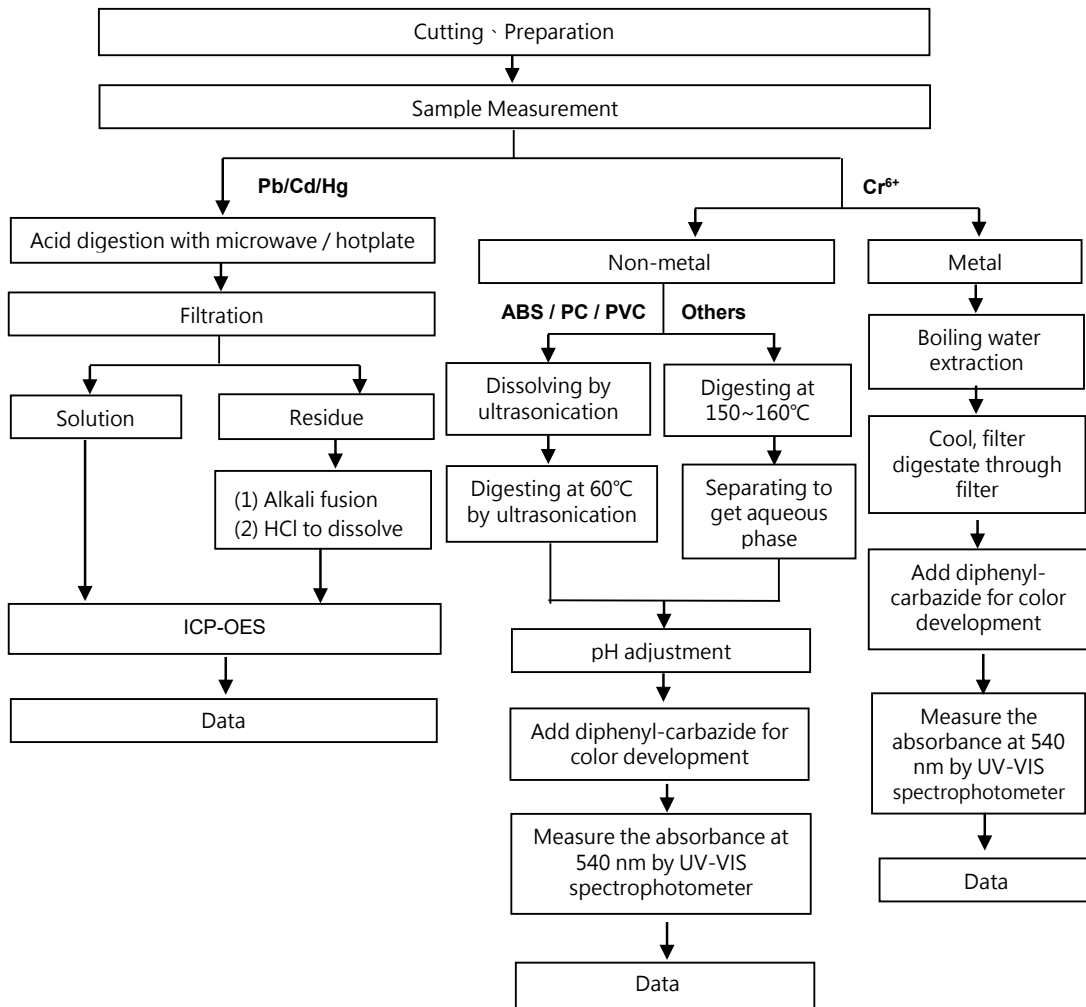 Cutting、Preparation
Sample Measurement
Pb/Cd/Hg
Cr⁶⁺
Acid digestion with microwave / hotplate
Filtration
Solution
Residue
(1) Alkali fusion
(2) HCl to dissolve
ICP-OES
Data
Non-metal
ABS / PC / PVC
Others
Dissolving by
ultrasonication
Digesting at 60℃
by ultrasonication
Digesting at
150~160℃
Separating to
get aqueous
phase
pH adjustment
Add diphenyl-carbazide for
color development
Measure the absorbance at
540 nm by UV-VIS
spectrophotometer
Data
Metal
Boiling water
extraction
Cool, filter
digestate through
filter
Add diphenyl-
carbazide for color
development
Measure the
absorbance at 540
nm by UV-VIS
spectrophotometer
Data